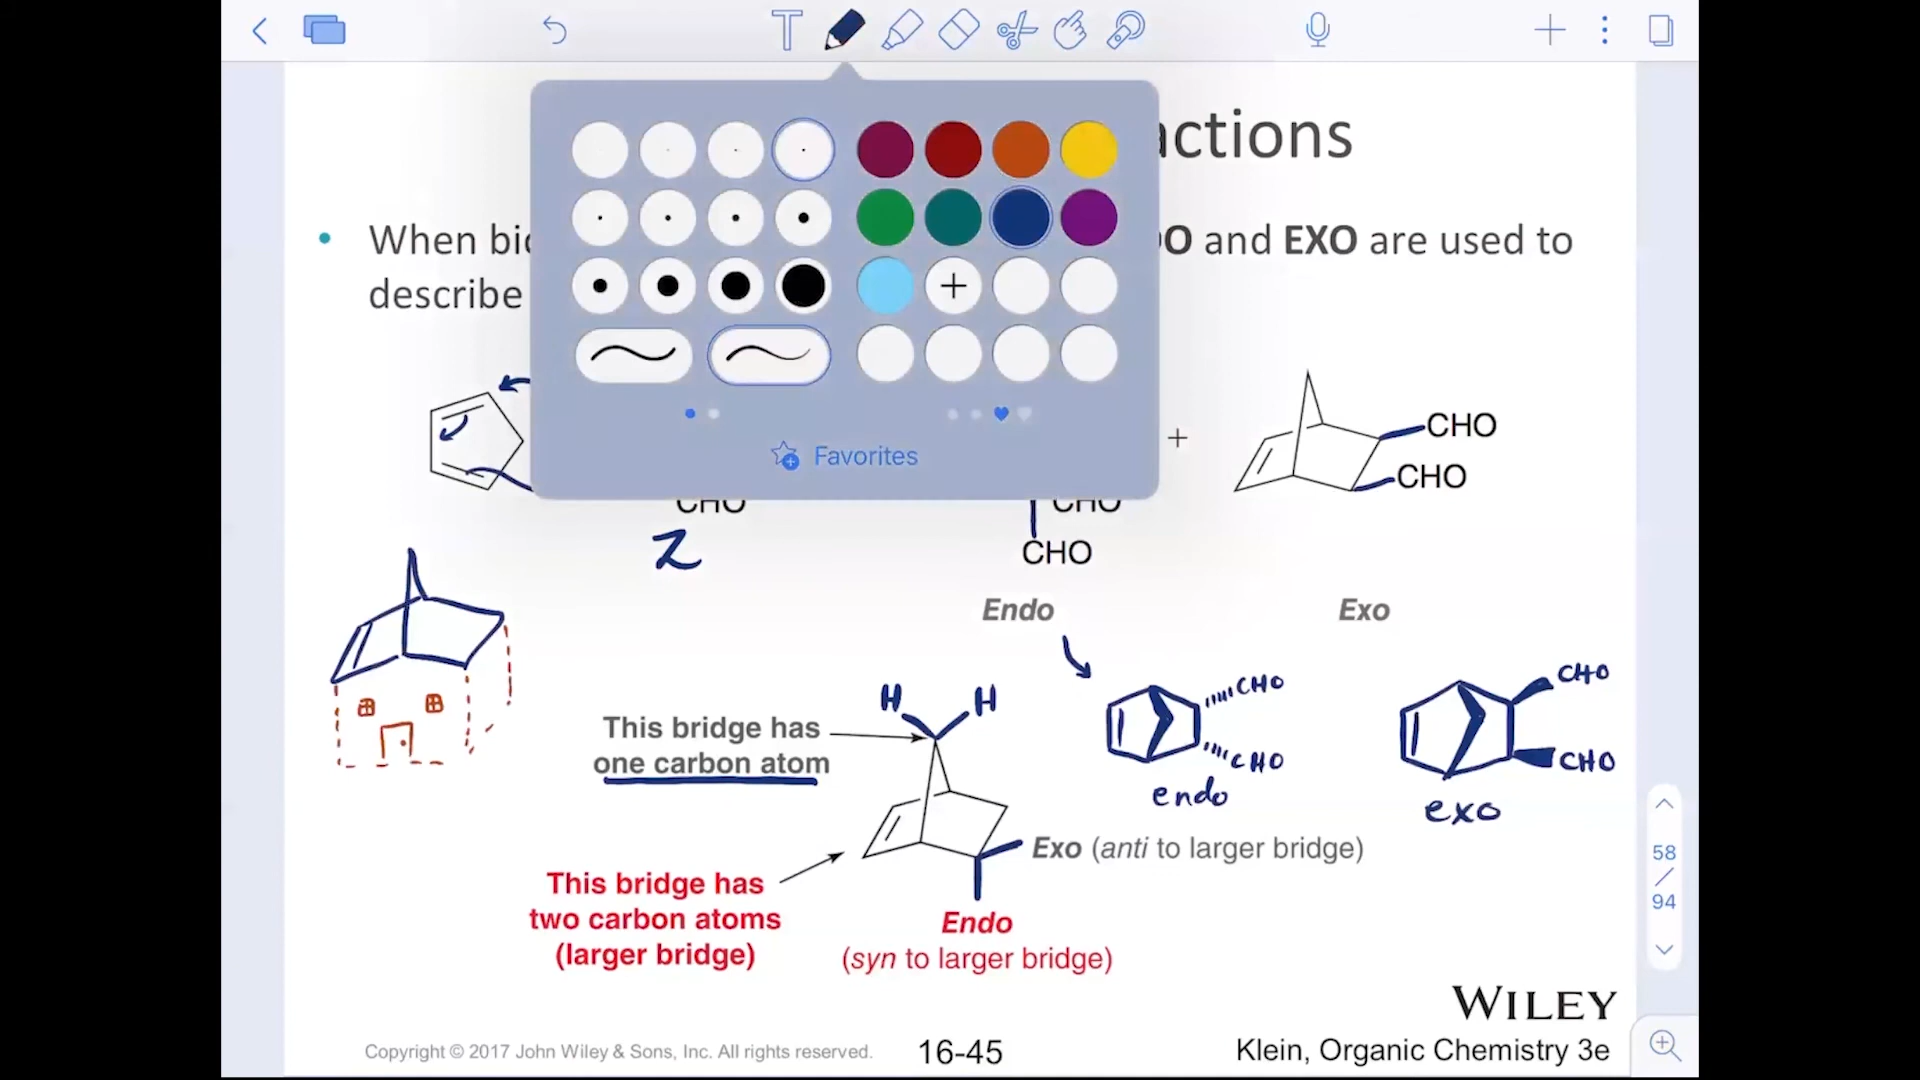 T
actions
• When bic O and EXO are used to
describe
Favorites
+
CHO
CHO
CHO
CHO
CHO
Z
Endo
Exo
H H
This bridge has
one carbon atom
CHO
CHO
endo
CHO
CHO
exo
Exo (anti to larger bridge)
This bridge has
two carbon atoms
(larger bridge)
Endo
(syn to larger bridge)
58
/
94
WILEY
Copyright © 2017 John Wiley & Sons, Inc. All rights reserved.
16-45
Klein, Organic Chemistry 3e